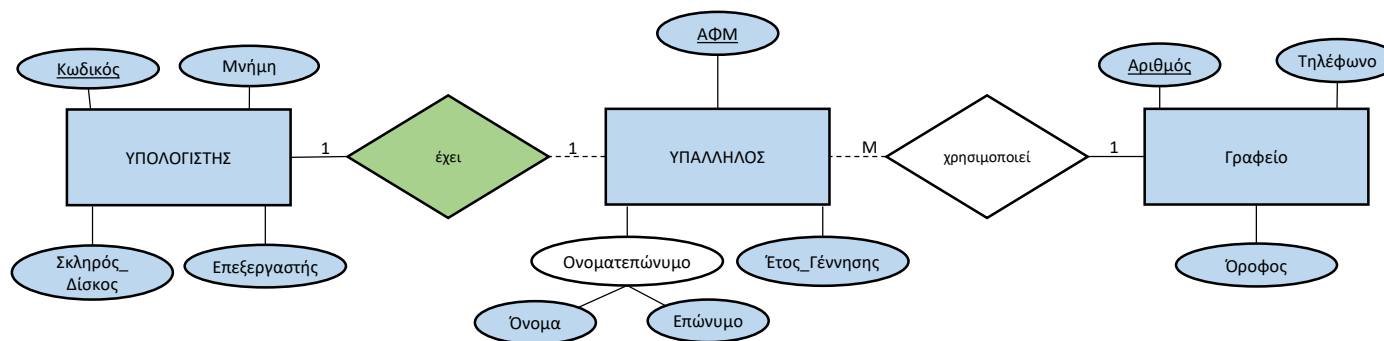 ΑΦΜ
Κωδικός
Μνήμη
Αριθμός
Τηλέφωνο
ΥΠΟΛΟΓΙΣΤΗΣ
1
έχει
1
ΥΠΑΛΛΗΛΟΣ
Μ
χρησιμοποιεί
1
Γραφείο
Σκληρός_
Δίσκος
Επεξεργαστής
Ονοματεπώνυμο
Έτος_Γέννησης
Όροφος
Όνομα
Επώνυμο